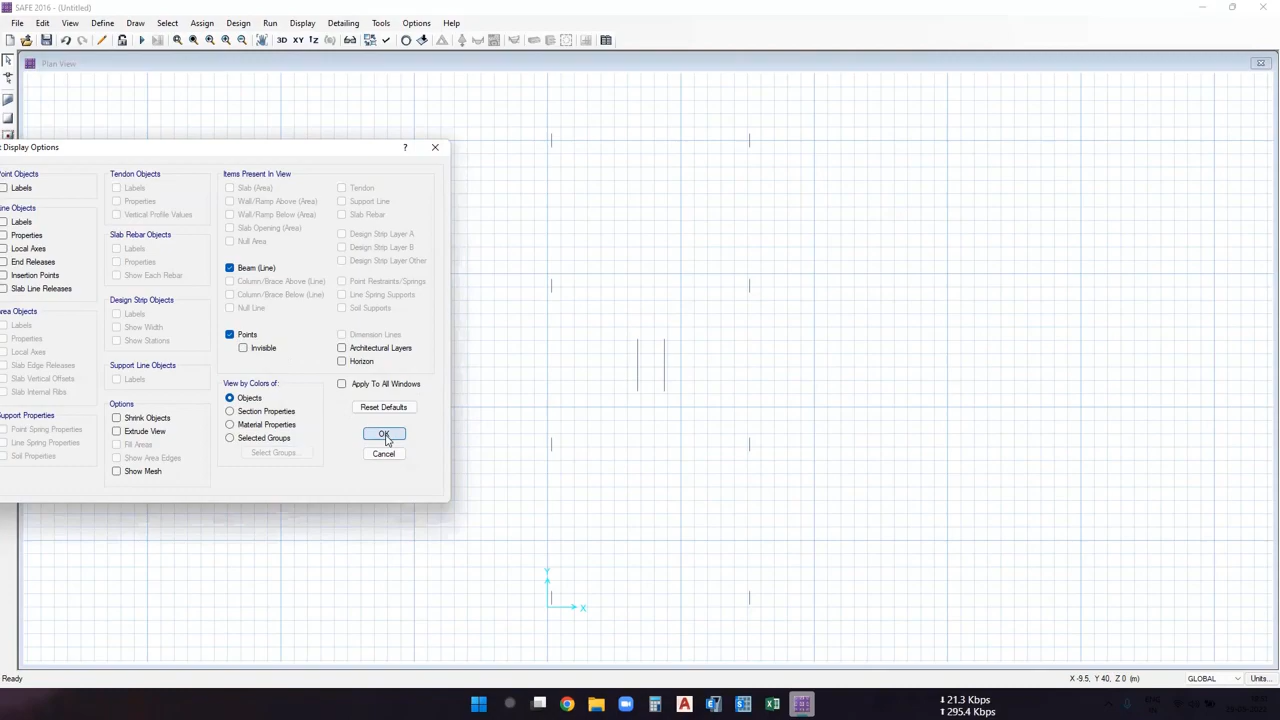 SAFE 2016 - (Untitled)
File Edit View Define Draw Select Assign Design Run Display Detailing Tools Options Help
3D XY
Plan View
Display Options ?
Point Objects
Labels
Line Objects
Labels
Properties
Local Axes
End Releases
Insertion Points
Slab Line Releases
Area Objects
Labels
Properties
Local Axes
Slab Edge Releases
Slab Vertical Offsets
Slab Internal Ribs
Support Properties
Point Spring Properties
Line Spring Properties
Soil Properties
Tendon Objects
Labels
Properties
Vertical Profile Values
Slab Rebar Objects
Labels
Properties
Show Each Rebar
Design Strip Objects
Labels
Show Width
Show Stations
Support Line Objects
Labels
Options
Shrink Objects
Extrude View
Fill Areas
Show Area Edges
Show Mesh
Items Present In View
Slab (Area)
Wall/Ramp Above (Area)
Wall/Ramp Below (Area)
Slab Opening (Area)
Null Area
Beam (Line)
Column/Brace Above (Line)
Column/Brace Below (Line)
Null Line
Points
Invisible
Tendon
Support Line
Slab Rebar
Design Strip Layer A
Design Strip Layer B
Design Strip Layer Other
Point Restraints/Springs
Line Spring Supports
Soil Supports
Dimension Lines
Architectural Layers
Horizon
View by Colors of:
Objects
Section Properties
Material Properties
Selected Groups
Select Groups...
Apply To All Windows
Reset Defaults
OK
Cancel
Y
X
Ready
X -9.5, Y 40, Z 0 (m)
GLOBAL
Units...
↓21.3 Kbps
↑295.4 Kbps